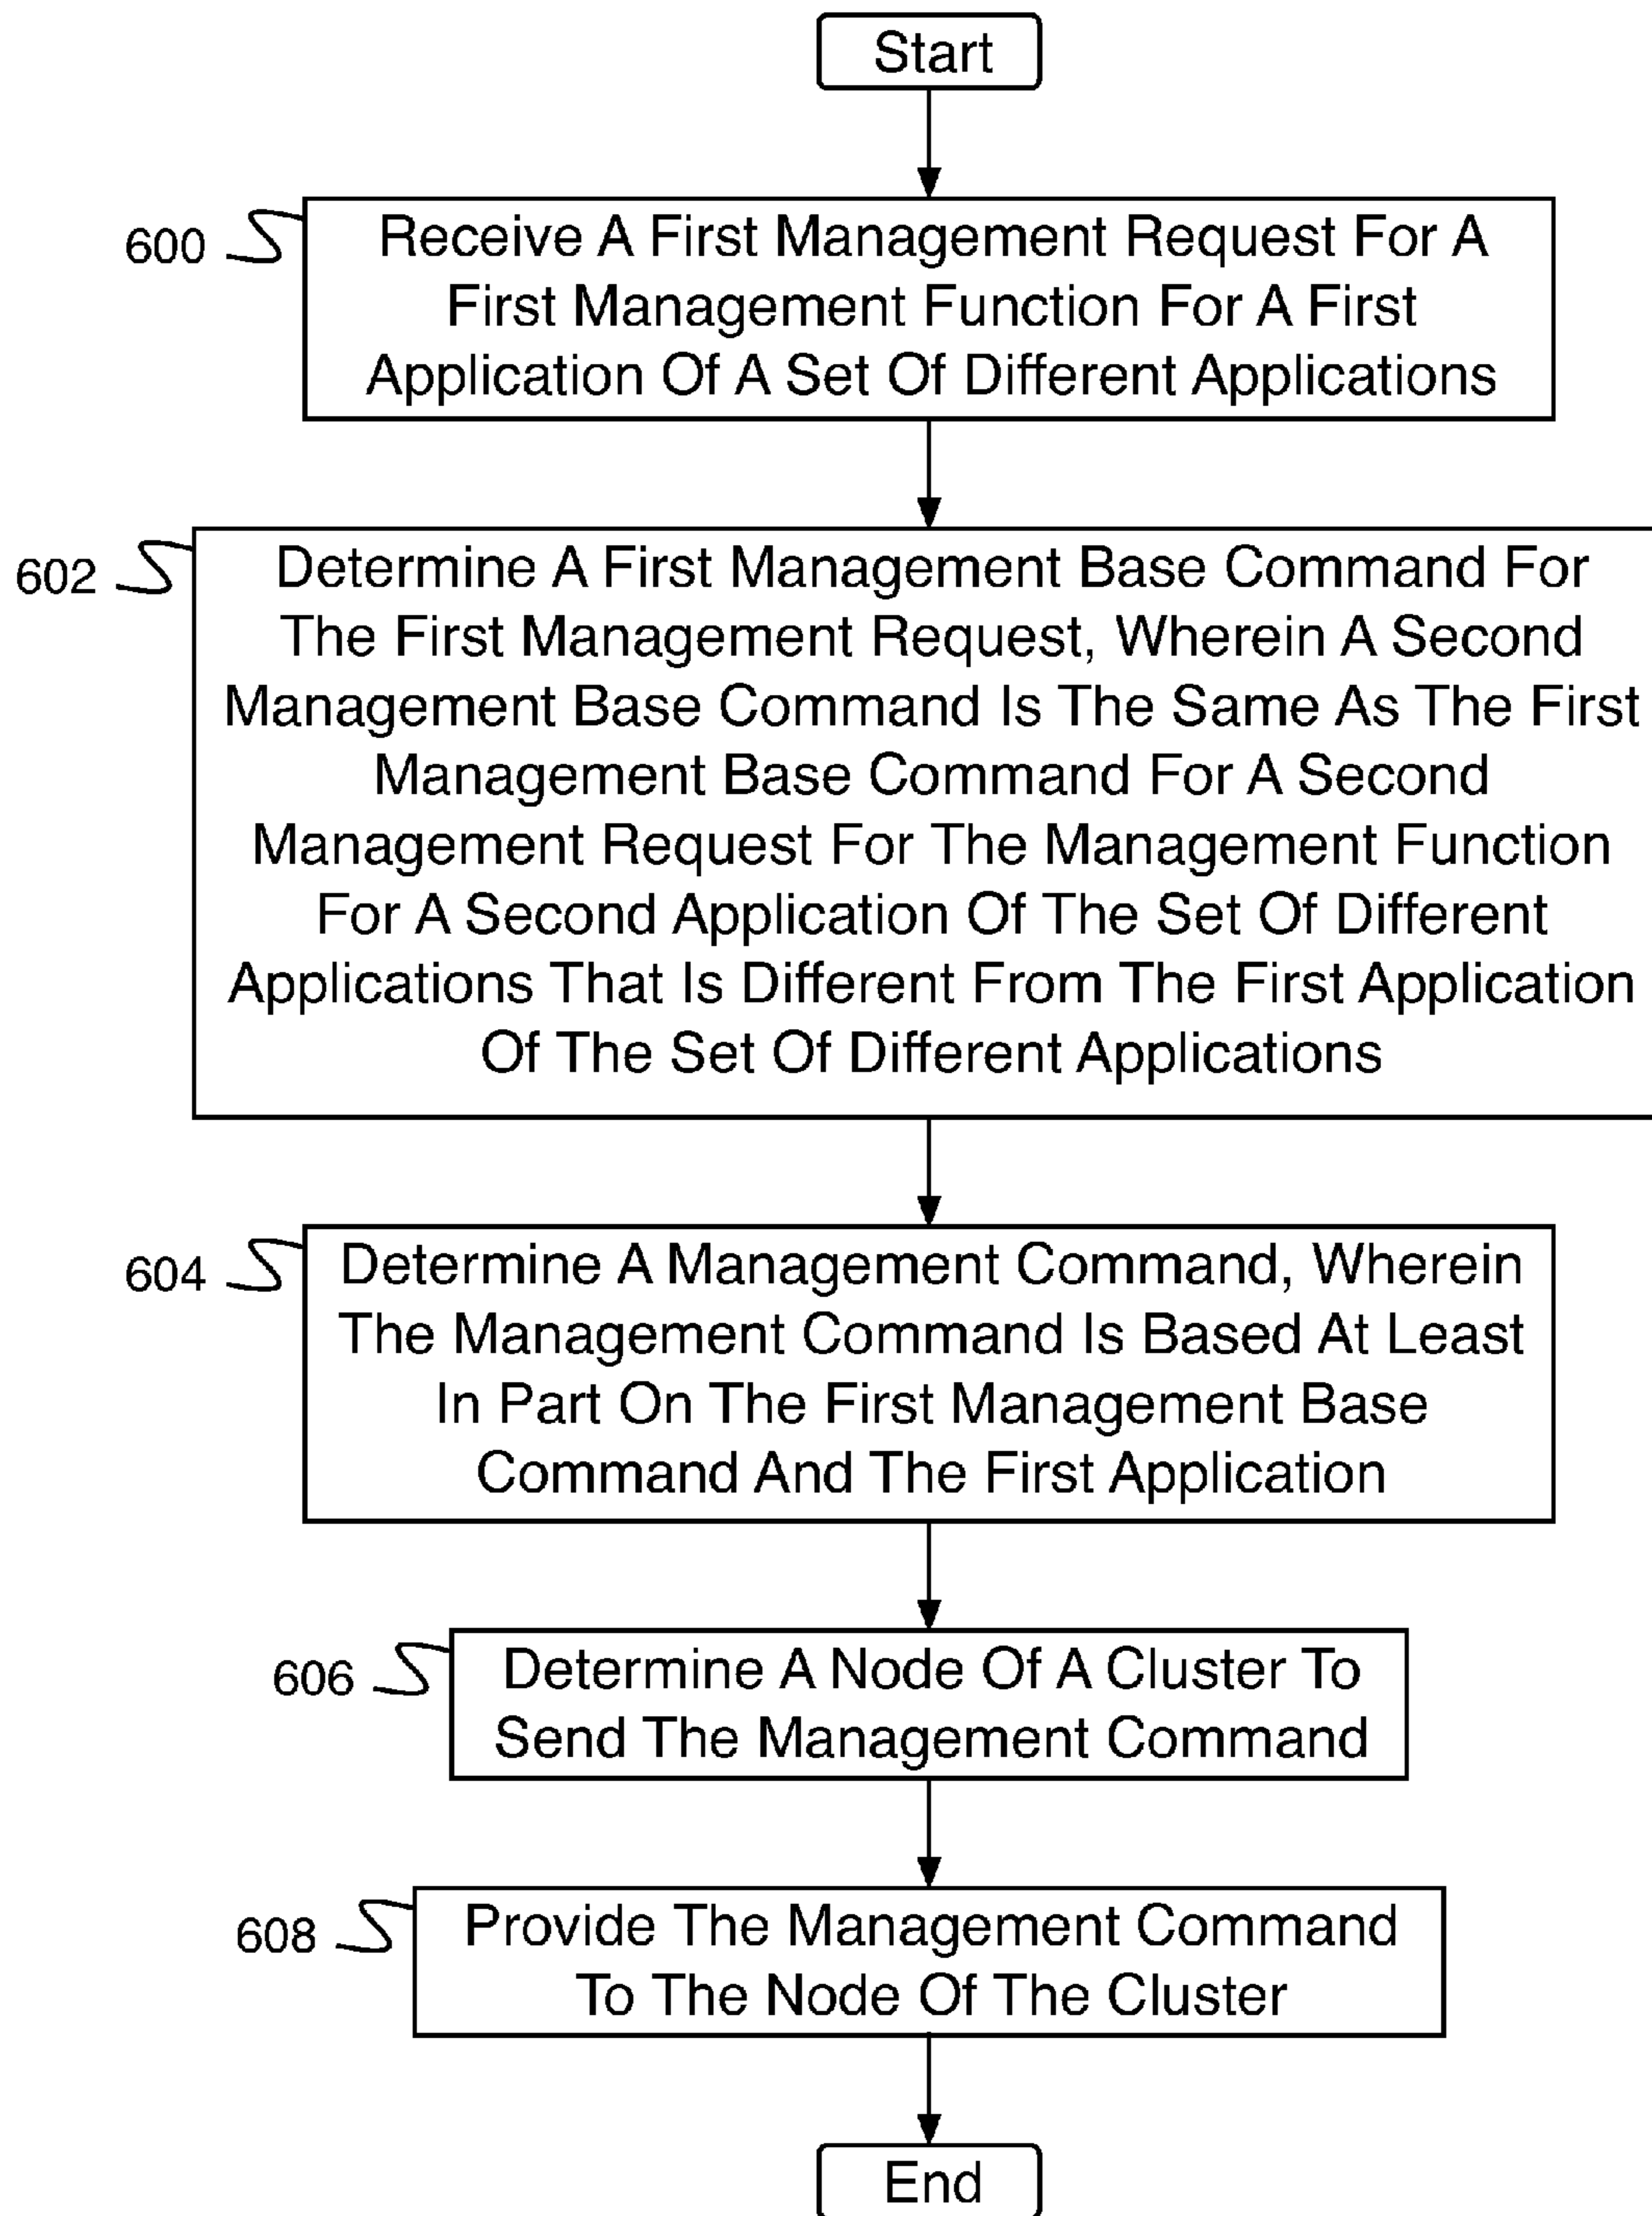 Start
600
Receive A First Management Request For A
First Management Function For A First
Application Of A Set Of Different Applications
602
Determine A First Management Base Command For
The First Management Request, Wherein A Second
Management Base Command Is The Same As The First
Management Base Command For A Second
Management Request For The Management Function
For A Second Application Of The Set Of Different
Applications That Is Different From The First Application
Of The Set Of Different Applications
604
Determine A Management Command, Wherein
The Management Command Is Based At Least
In Part On The First Management Base
Command And The First Application
606
Determine A Node Of A Cluster To
Send The Management Command
608
Provide The Management Command
To The Node Of The Cluster
End